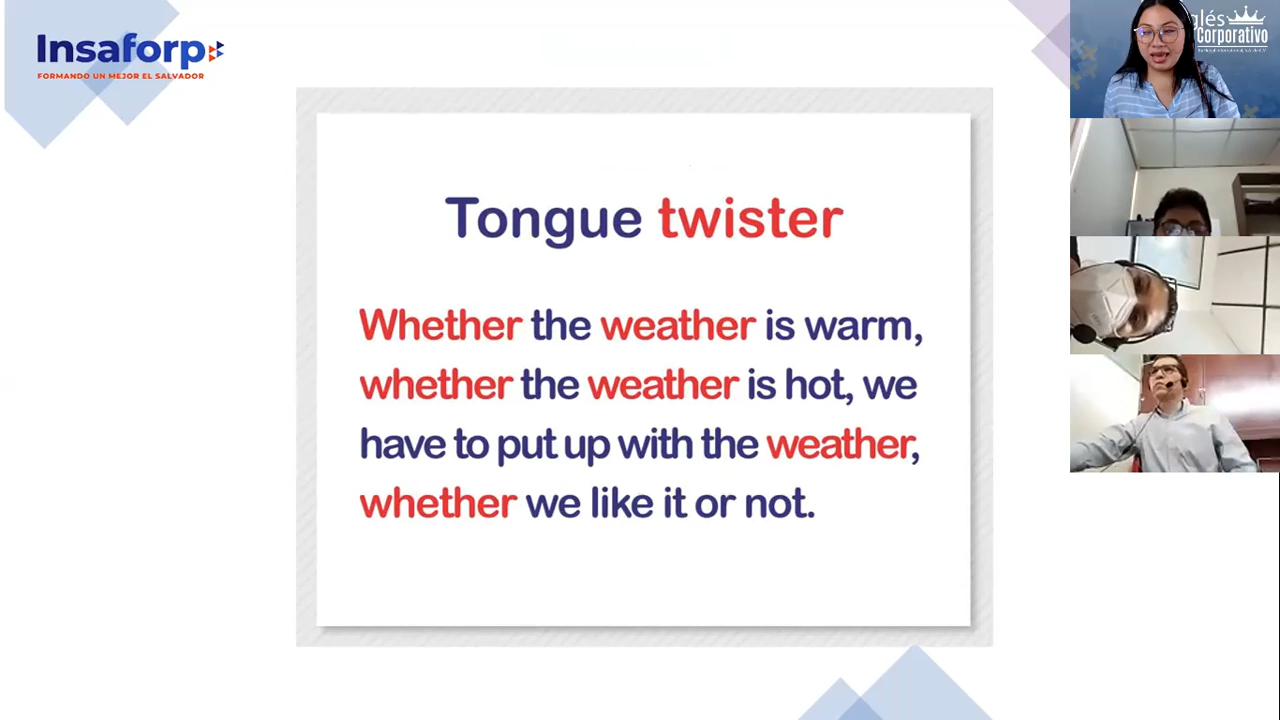 Insaforp
FORMANDO UN MEJOR EL SALVADOR
Tongue twister
Whether the weather is warm,
whether the weather is hot, we
have to put up with the weather,
whether we like it or not.
glés
Corporativo